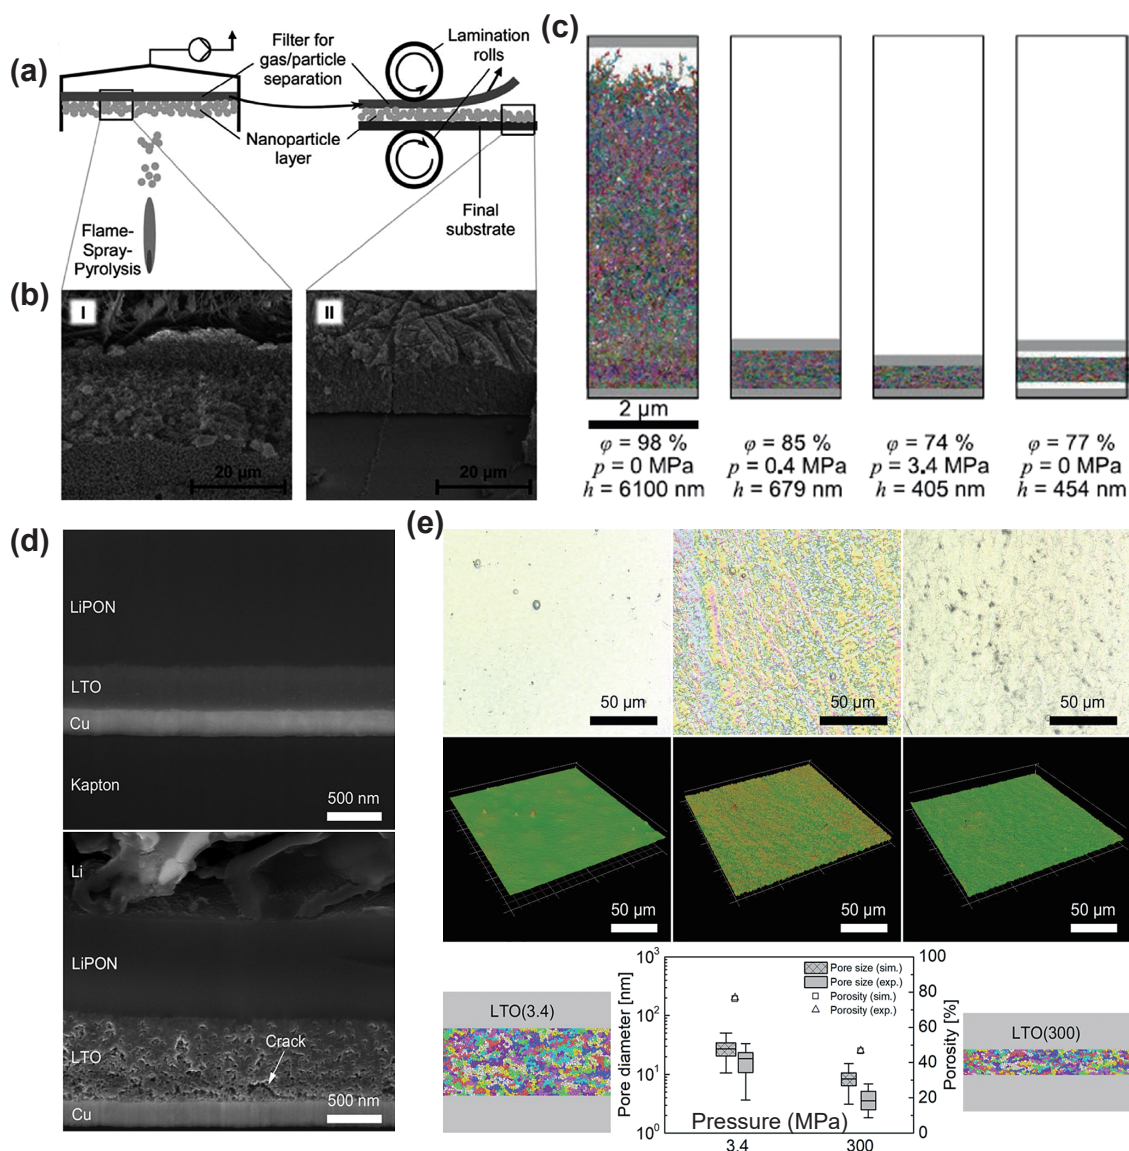 (a)
Filter for
gas/particle
separation
Lamination
rolls
Nanoparticle
layer
Final
substrate
Flame-
Spray-
Pyrolysis
(b)
I
20 µm
II
20 µm
(c)
2 µm
φ = 98 %
p = 0 MPa
h = 6100 nm
φ = 85 %
p = 0.4 MPa
h = 679 nm
φ = 74 %
p = 3.4 MPa
h = 405 nm
φ = 77 %
p = 0 MPa
h = 454 nm
(d)
LiPON
LTO
Cu
Kapton
500 nm
Li
LiPON
LTO
Crack
500 nm
Cu
(e)
50 µm
50 µm
50 µm
50 µm
50 µm
50 µm
LTO(3.4)
Pore diameter [nm]
10³
10²
10¹
10⁰
Pore size (sim.)
Pore size (exp.)
Porosity (sim.)
Porosity (exp.)
Pressure (MPa)
3.4
300
100
80
60
40
20
0
Porosity [%]
LTO(300)